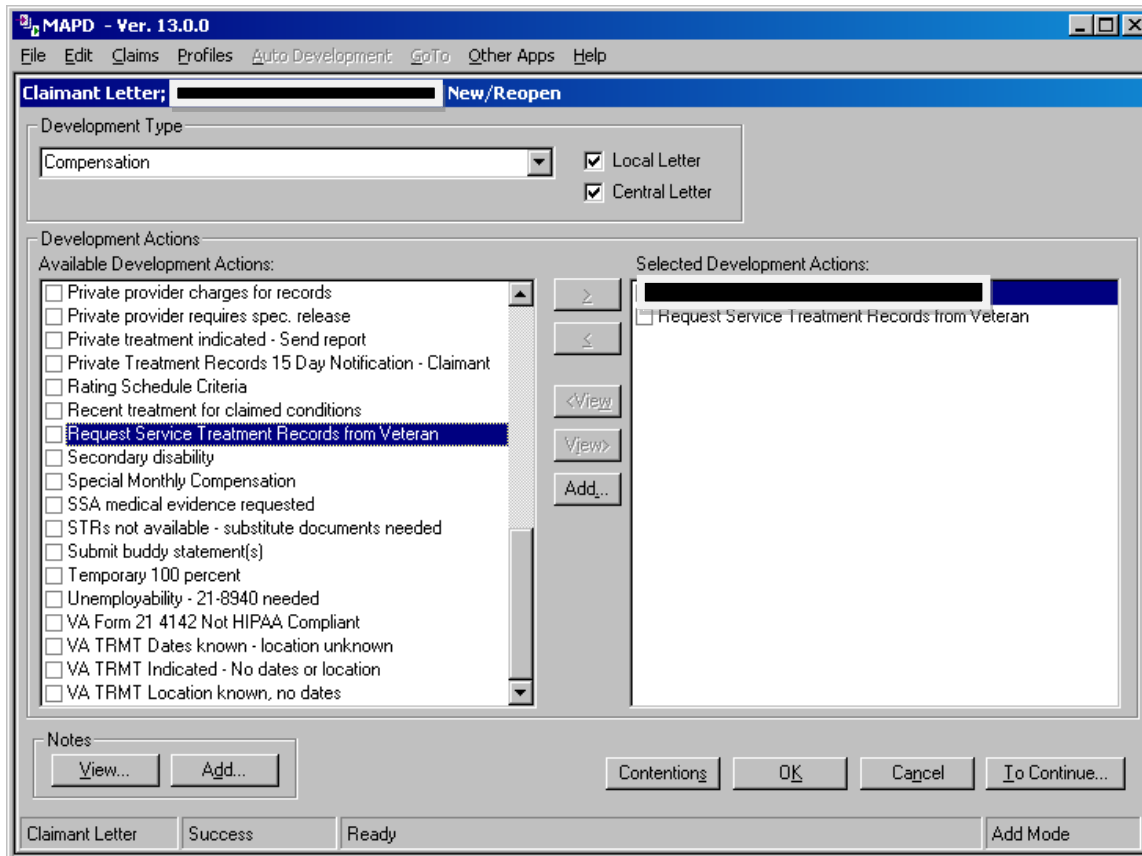 MAPD - Ver. 13.0.0
File Edit Claims Profiles Auto Development GoTo Other Apps Help
Claimant Letter; New/Reopen
Development Type
Compensation
Local Letter
Central Letter
Development Actions
Available Development Actions:
Private provider charges for records
Private provider requires spec. release
Private treatment indicated - Send report
Private Treatment Records 15 Day Notification - Claimant
Rating Schedule Criteria
Recent treatment for claimed conditions
Request Service Treatment Records from Veteran
Secondary disability
Special Monthly Compensation
SSA medical evidence requested
STRs not available - substitute documents needed
Submit buddy statement(s)
Temporary 100 percent
Unemployability - 21-8940 needed
VA Form 21 4142 Not HIPAA Compliant
VA TRMT Dates known - location unknown
VA TRMT Indicated - No dates or location
VA TRMT Location known, no dates
>
<
<View
View>
Add...
Selected Development Actions:
Request Service Treatment Records from Veteran
Notes
View... Add...
Contentions OK Cancel To Continue...
Claimant Letter Success Ready Add Mode